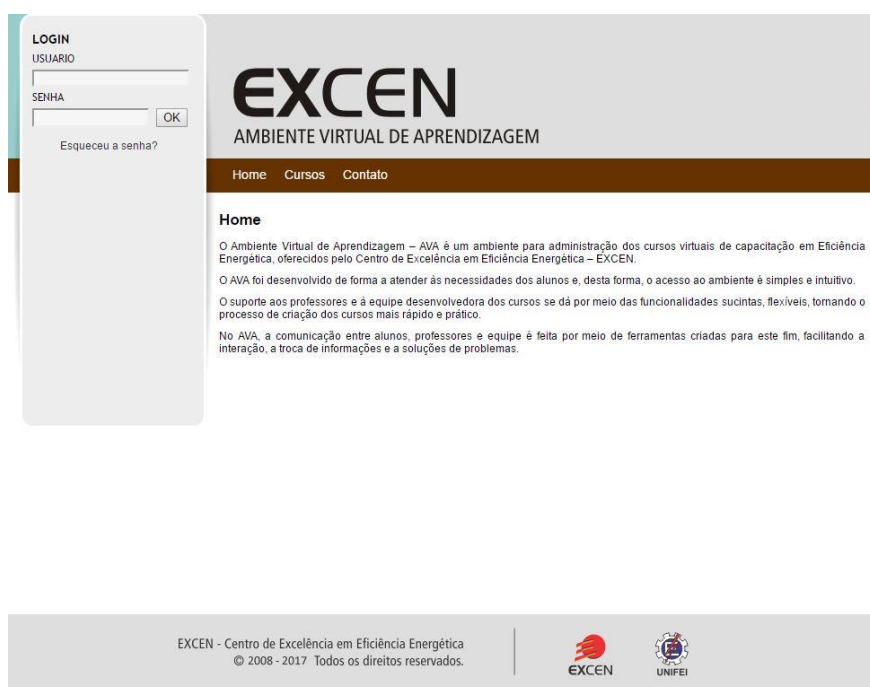 LOGIN
USUARIO
SENHA
OK
Esqueceu a senha?
EXCEN
AMBIENTE VIRTUAL DE APRENDIZAGEM
Home Cursos Contato
Home
O Ambiente Virtual de Aprendizagem – AVA é um ambiente para administração dos cursos virtuais de capacitação em Eficiência
Energética, oferecidos pelo Centro de Excelência em Eficiência Energética – EXCEN.
O AVA foi desenvolvido de forma a atender às necessidades dos alunos e, desta forma, o acesso ao ambiente é simples e intuitivo.
O suporte aos professores e à equipe desenvolvedora dos cursos se dá por meio das funcionalidades sucintas, flexíveis, tornando o
processo de criação dos cursos mais rápido e prático.
No AVA, a comunicação entre alunos, professores e equipe é feita por meio de ferramentas criadas para este fim, facilitando a
interação, a troca de informações e a soluções de problemas.
EXCEN - Centro de Excelência em Eficiência Energética
© 2008 - 2017 Todos os direitos reservados.
EXCEN
UNIFEI